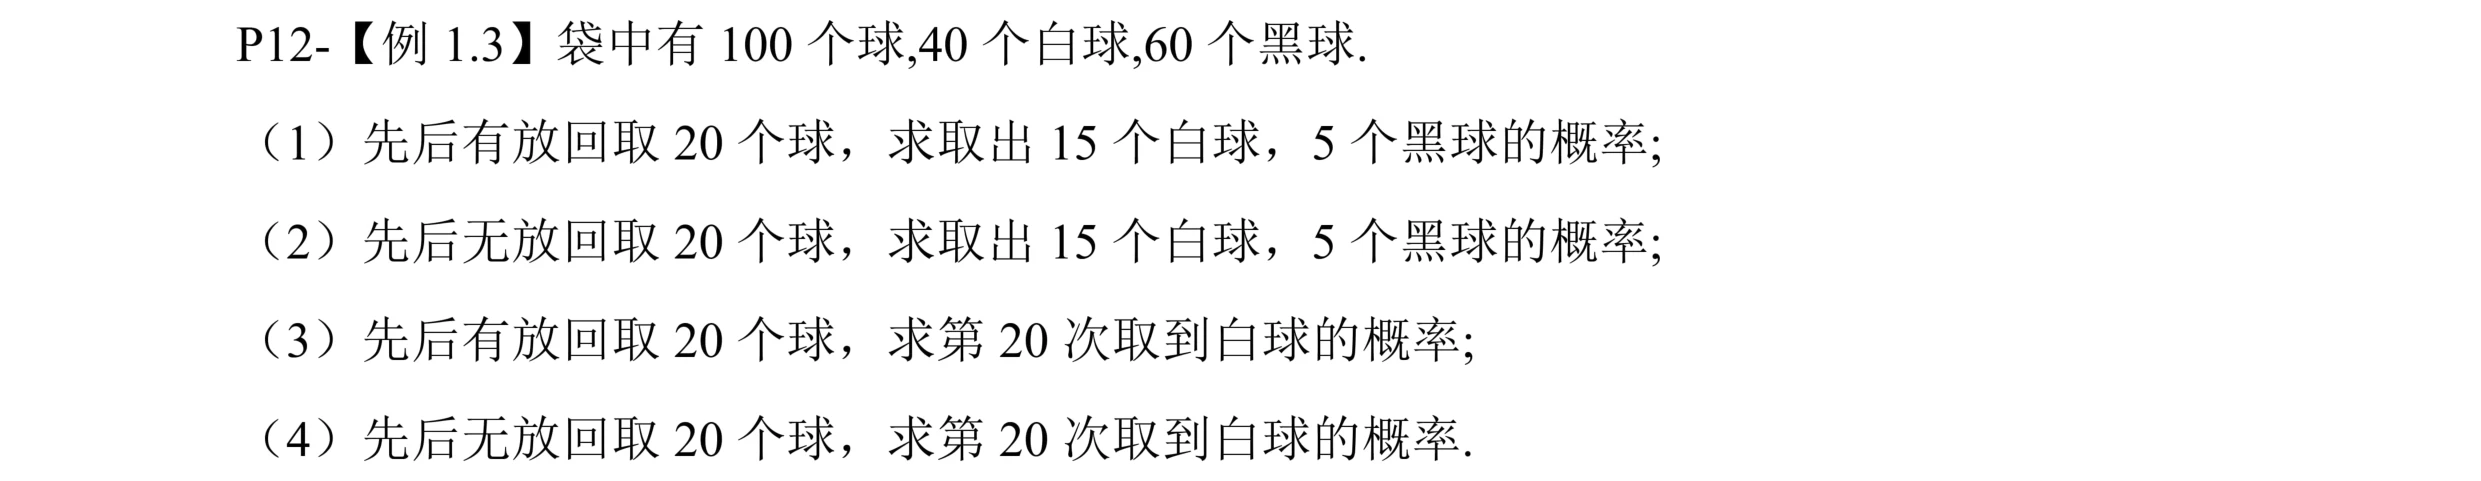 P12-【例 1.3】袋中有 100 个球,40 个白球,60 个黑球.
（1）先后有放回取 20 个球，求取出 15 个白球，5 个黑球的概率;
（2）先后无放回取 20 个球，求取出 15 个白球，5 个黑球的概率;
（3）先后有放回取 20 个球，求第 20 次取到白球的概率;
（4）先后无放回取 20 个球，求第 20 次取到白球的概率.